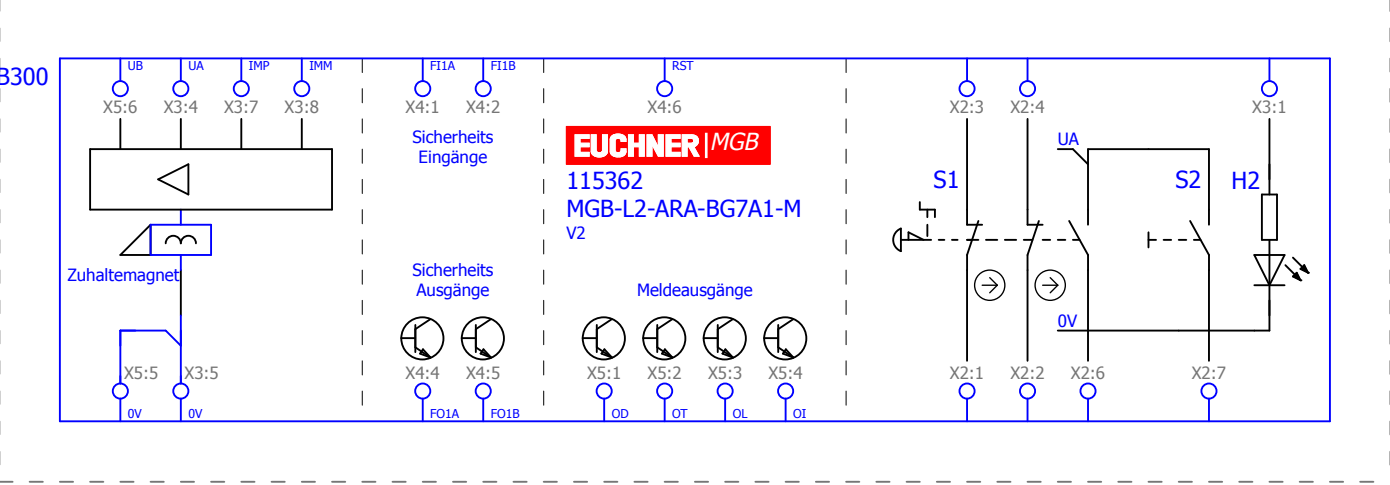 B300
UB UA IMP IMM FI1A FI1B RST
X5:6 X3:4 X3:7 X3:8 X4:1 X4:2 X4:6 X2:3 X2:4 X3:1
Sicherheits
Eingänge
EUCHNER|MGB
115362
MGB-L2-ARA-BG7A1-M
V2
UA
S1 S2 H2
Zuhaltemagnet
Sicherheits
Ausgänge
Meldeausgänge
0V
X5:5 X3:5 X4:4 X4:5 X5:1 X5:2 X5:3 X5:4 X2:1 X2:2 X2:6 X2:7
0V 0V FO1A FO1B OD OT OL OI